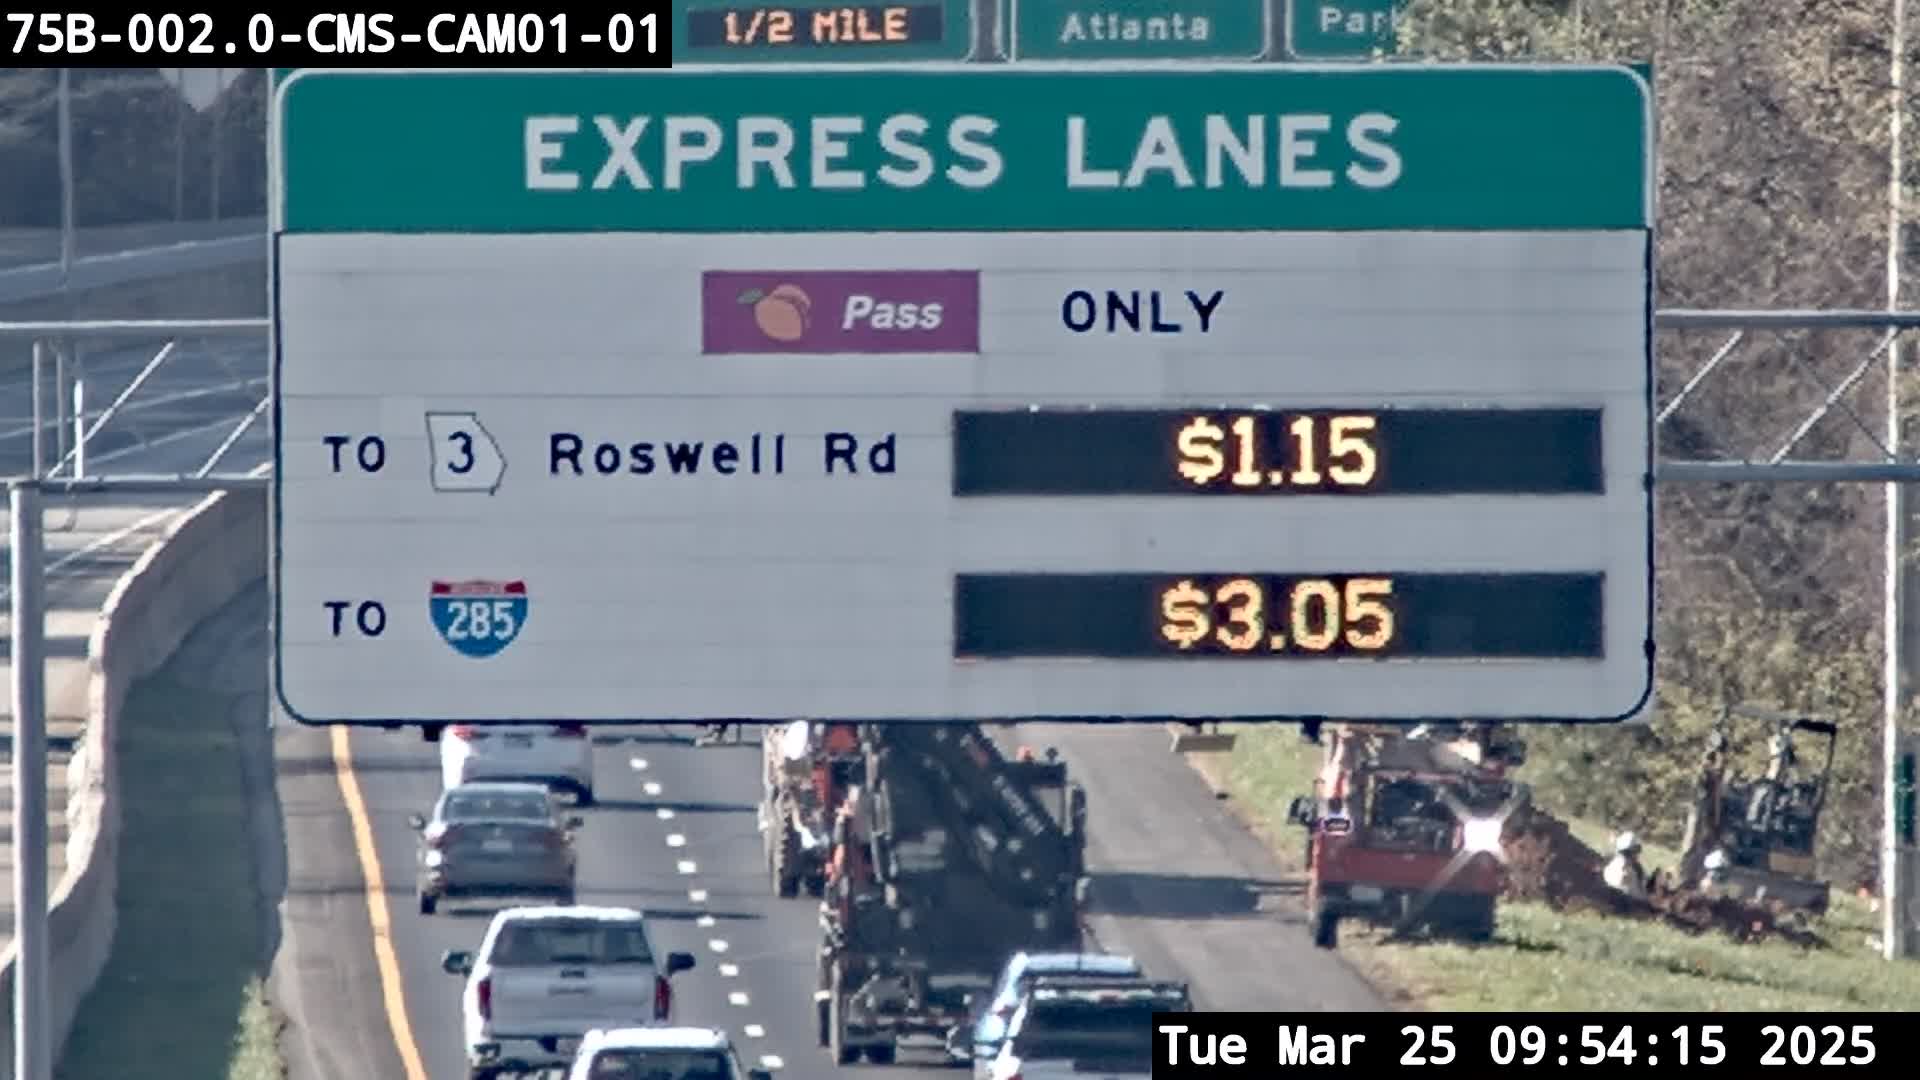 75B-002.0-CMS-CAM01-01
1/2 MILE
Atlanta
EXPRESS LANES
Pass ONLY
TO 3 Roswell Rd $1.15
TO 285 $3.05
Tue Mar 25 09:54:15 2025